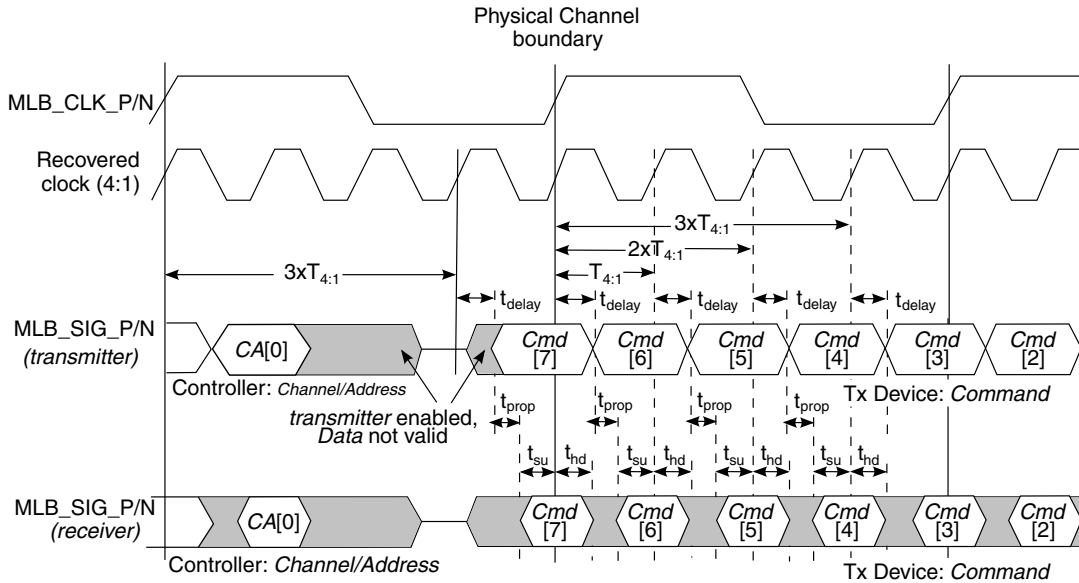 Physical Channel
boundary
MLB_CLK_P/N
Recovered
clock (4:1)
3xT4:1
2xT4:1
3xT4:1
T4:1
tdelay
tdelay
tdelay
tdelay
tdelay
MLB_SIG_P/N
(transmitter)
CA[0]
Cmd
[7]
Cmd
[6]
Cmd
[5]
Cmd
[4]
Cmd
[3]
Cmd
[2]
Controller: Channel/Address
Tx Device: Command
transmitter enabled,
Data not valid
tprop
tprop
tprop
tprop
tsu
thd
tsu
thd
tsu
thd
tsu
thd
MLB_SIG_P/N
(receiver)
CA[0]
Cmd
[7]
Cmd
[6]
Cmd
[5]
Cmd
[4]
Cmd
[3]
Cmd
[2]
Controller: Channel/Address
Tx Device: Command